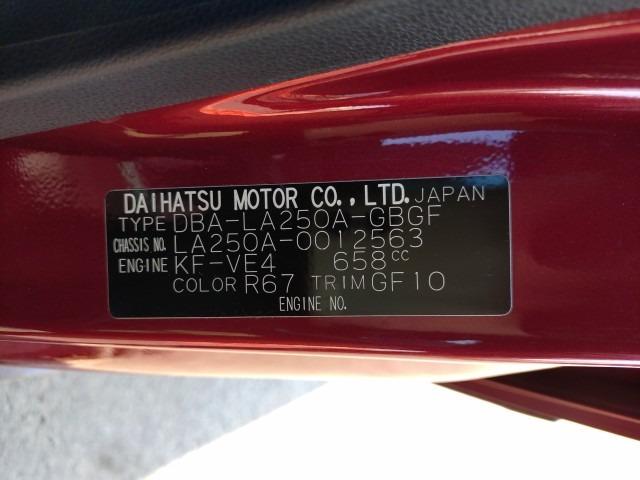 DAIHATSU MOTOR CO., LTD. JAPAN
TYPE DBA-LA250A-GBGF
CHASSIS NO. LA250A-0012563
ENGINE KF-VE4 658cc
COLOR R67 TRIM GF10
ENGINE NO.